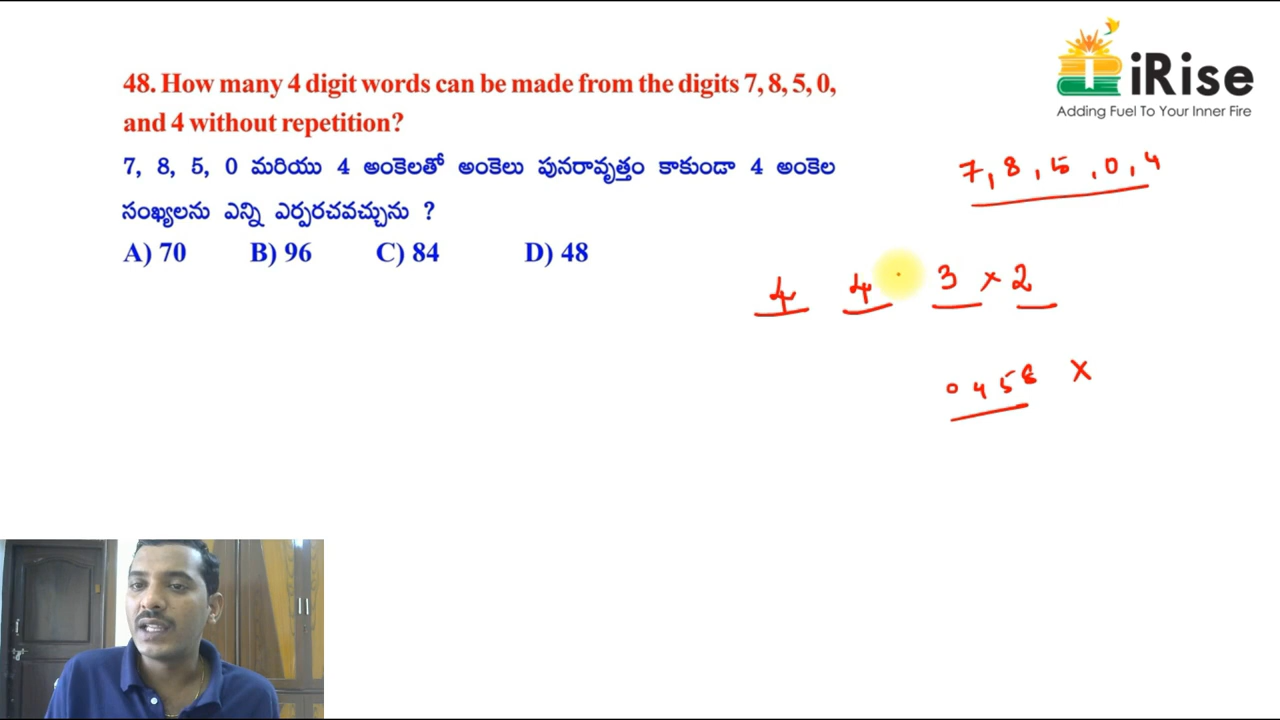 iRise
Adding Fuel To Your Inner Fire
48. How many 4 digit words can be made from the digits 7, 8, 5, 0,
and 4 without repetition?
7, 8, 5, 0 మరియు 4 అంకెలతో అంకెలు పునరావృత్తం కాకుండా 4 అంకెల
సంఖ్యలను ఎన్ని ఎర్పరచవచ్చును ?
A) 70 B) 96 C) 84 D) 48
7, 8, 5, 0, 4
4 4 · 3 × 2
0 4 5 8 ×